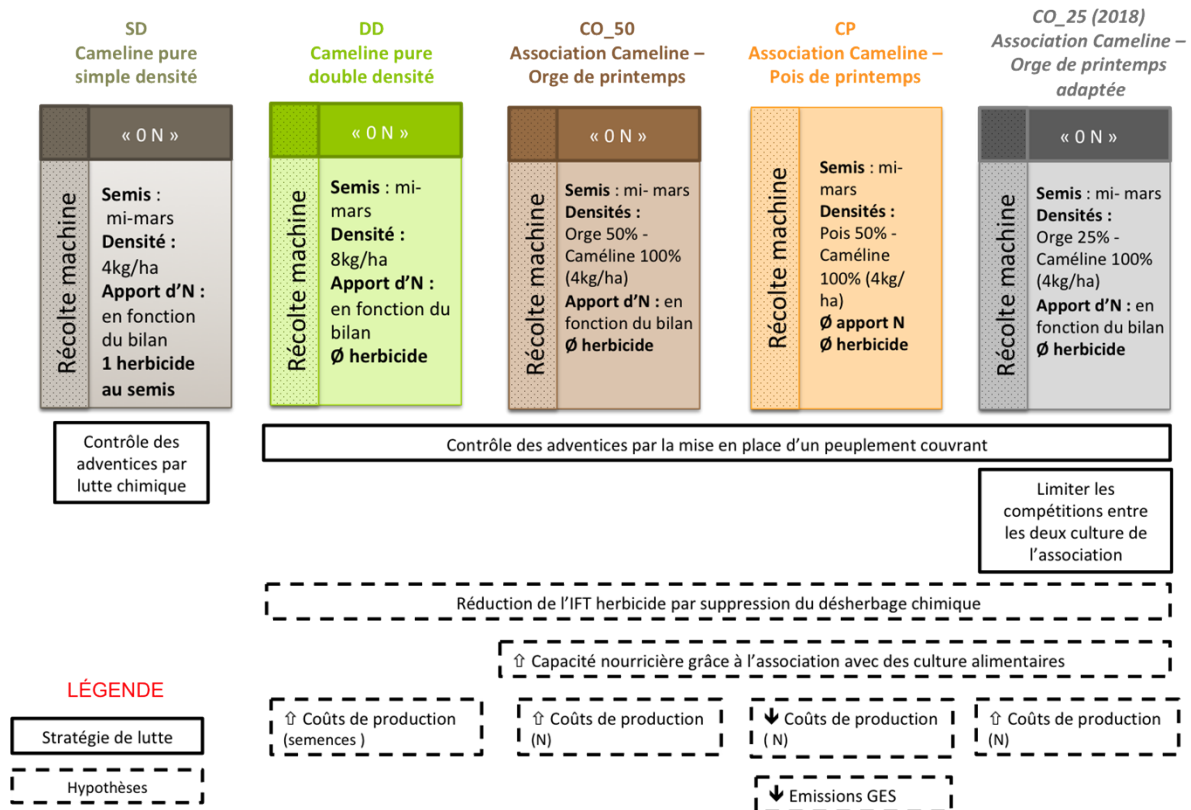 SD
Cameline pure
simple densité
DD
Cameline pure
double densité
CO_50
Association Cameline –
Orge de printemps
CP
Association Cameline –
Pois de printemps
CO_25 (2018)
Association Cameline –
Orge de printemps
adaptée
« 0 N »
Récolte machine
Semis :
mi-mars
Densité :
4kg/ha
Apport d'N :
en fonction
du bilan
1 herbicide
au semis
« 0 N »
Récolte machine
Semis : mi-
mars
Densité :
8kg/ha
Apport d'N :
en fonction du
bilan
Ø herbicide
« 0 N »
Récolte machine
Semis : mi- mars
Densités :
Orge 50% -
Caméline 100%
(4kg/ha)
Apport d'N : en
fonction du bilan
Ø herbicide
Récolte machine
Semis : mi-
mars
Densités :
Pois 50% -
Caméline
100% (4kg/
ha)
Ø apport N
Ø herbicide
« 0 N »
Récolte machine
Semis : mi- mars
Densités :
Orge 25% -
Caméline 100%
(4kg/ha)
Apport d'N : en
fonction du bilan
Ø herbicide
Contrôle des
adventices par
lutte chimique
Contrôle des adventices par la mise en place d'un peuplement couvrant
Limiter les
compétitions entre
les deux culture de
l'association
Réduction de l'IFT herbicide par suppression du désherbage chimique
⇧ Capacité nourricière grâce à l'association avec des culture alimentaires
LÉGENDE
Stratégie de lutte
Hypothèses
⇧ Coûts de production
(semences )
⇧ Coûts de production
(N)
🡻 Coûts de production
( N)
⇧ Coûts de production
(N)
🡻 Emissions GES